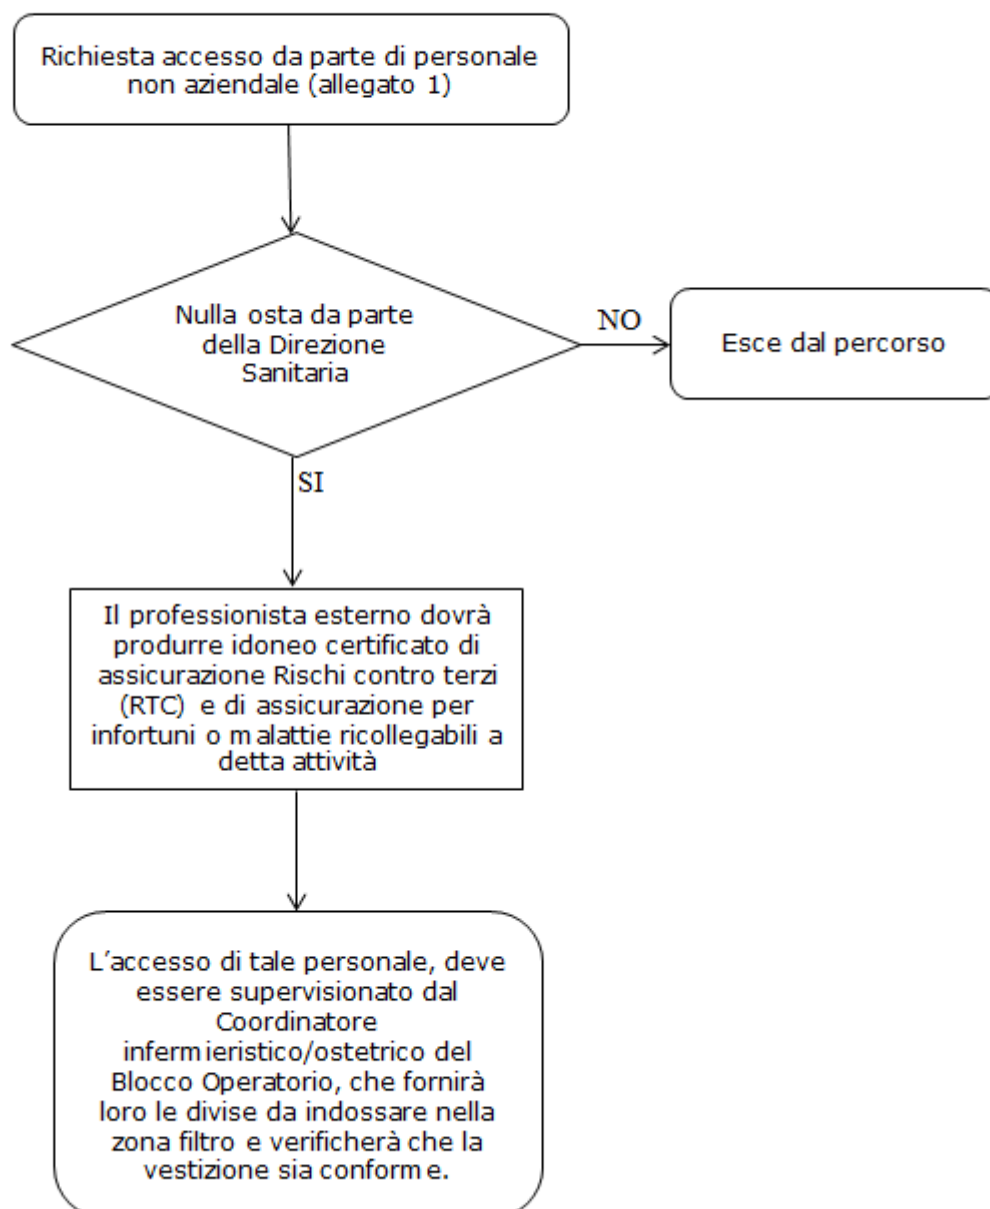 Richiesta accesso da parte di personale
non aziendale (allegato 1)
Nulla osta da parte
della Direzione
Sanitaria
NO
Esce dal percorso
SI
Il professionista esterno dovrà
produrre idoneo certificato di
assicurazione Rischi contro terzi
(RTC) e di assicurazione per
infortuni o malattie ricollegabili a
detta attività
L'accesso di tale personale, deve
essere supervisionato dal
Coordinatore
infermieristico/ostetrico del
Blocco Operatorio, che fornirà
loro le divise da indossare nella
zona filtro e verificherà che la
vestizione sia conforme.